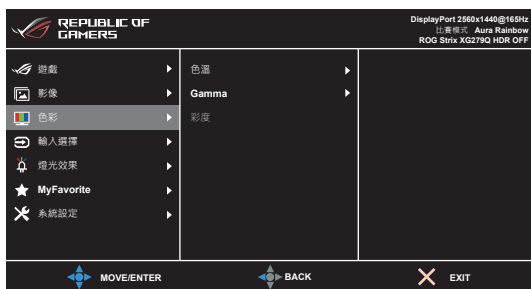 REPUBLIC OF
GAMERS
DisplayPort 2560x1440@165Hz
比賽模式 Aura Rainbow
ROG Strix XG279Q HDR OFF
遊戲
影像
色彩
輸入選擇
燈光效果
MyFavorite
系統設定
色溫
Gamma
彩度
MOVE/ENTER
BACK
EXIT